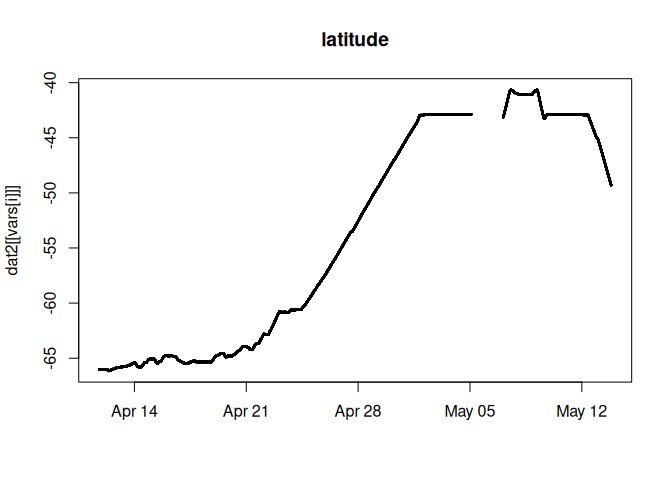 latitude
dat2[[vars[i]]]
-40
-45
-50
-55
-60
-65
Apr 14
Apr 21
Apr 28
May 05
May 12